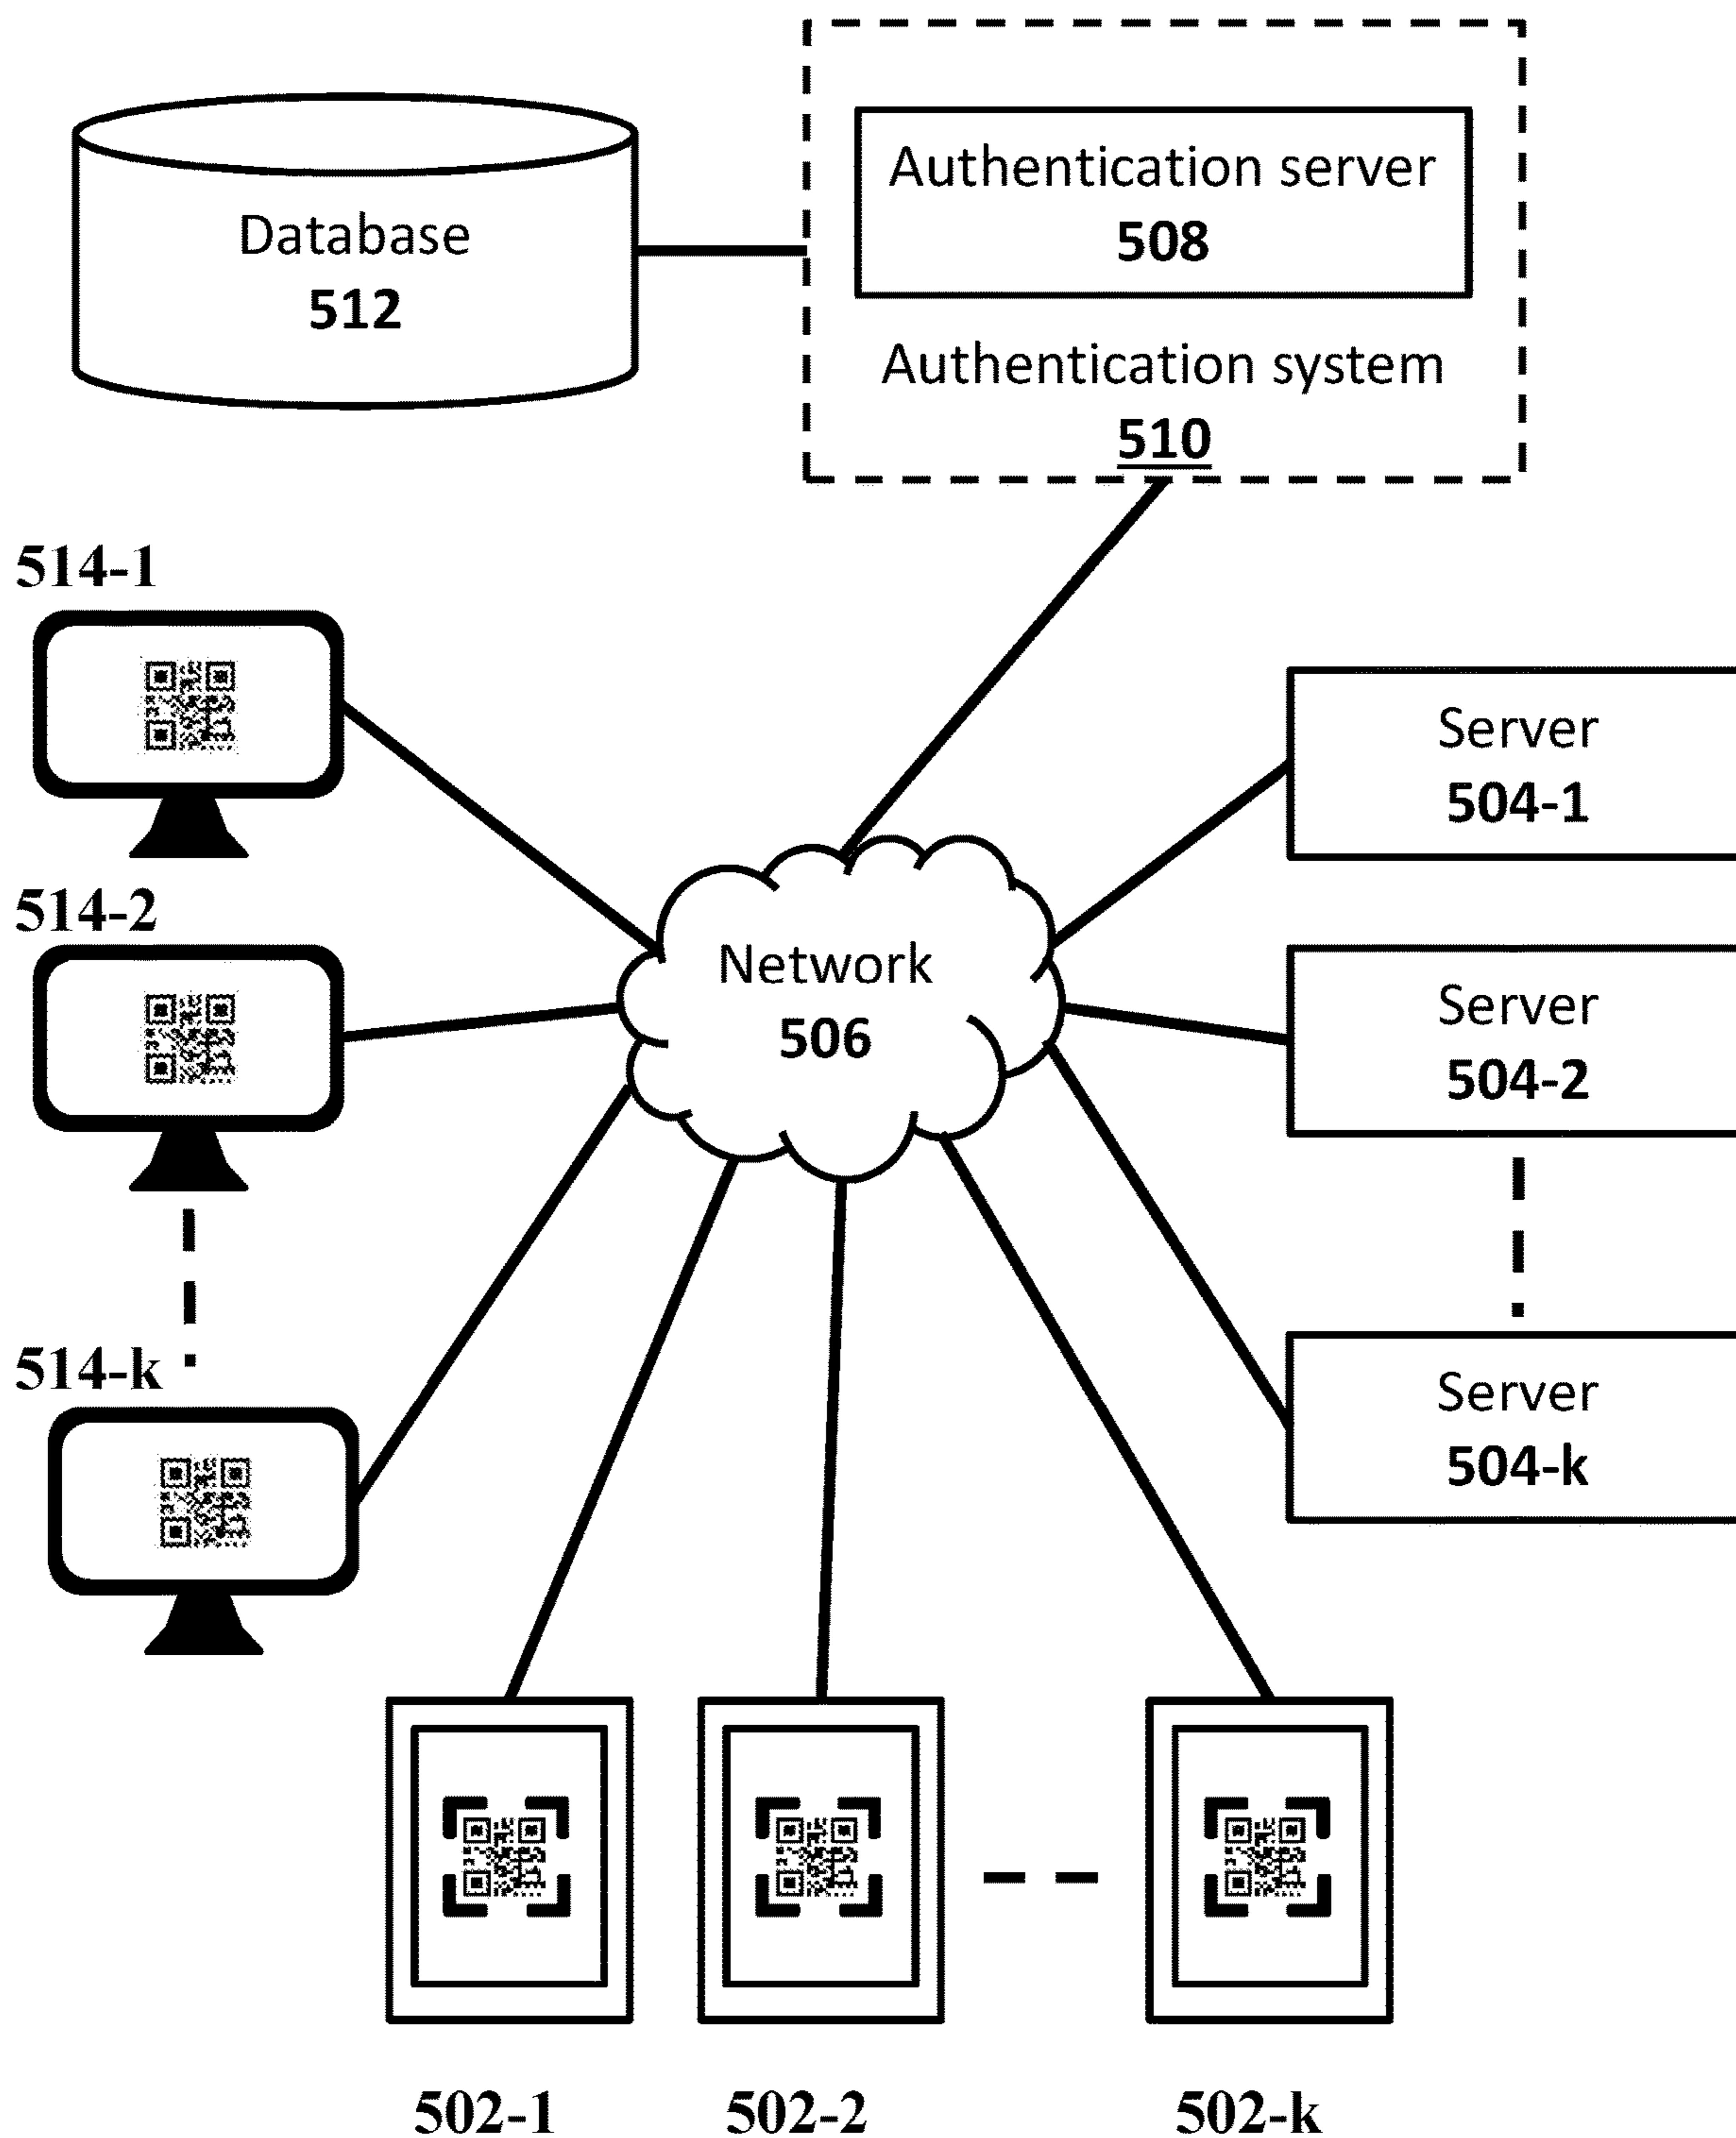 Authentication server
508
Database
512
Authentication system
510
514-1
Server
504-1
514-2
Network
506
Server
504-2
514-k
Server
504-k
502-1
502-2
502-k